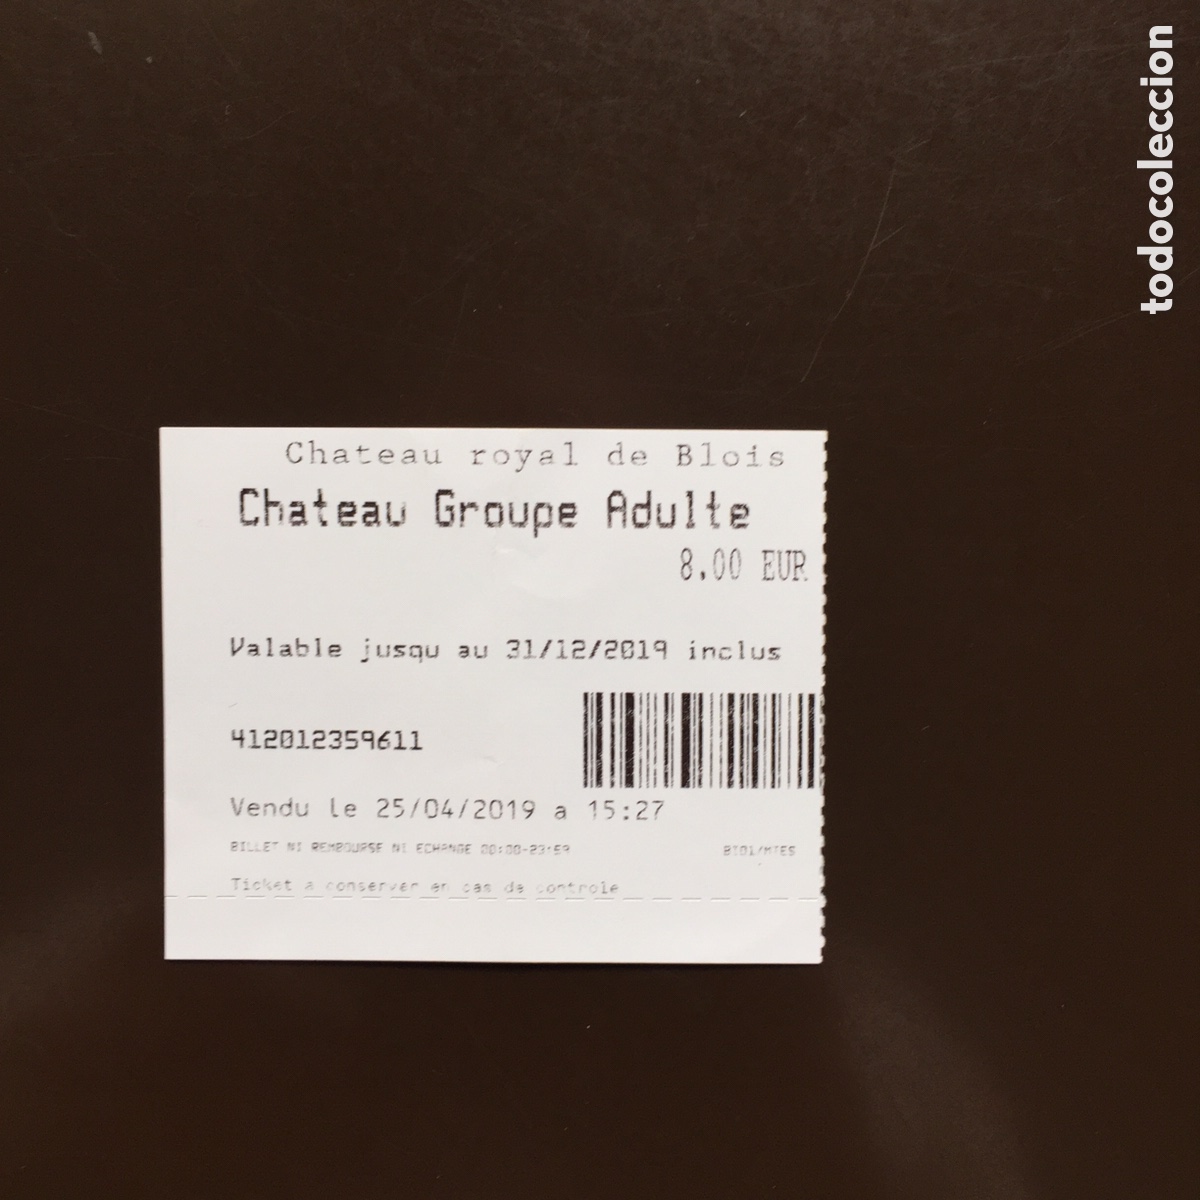 todocoleccion
Chateau royal de Blois
Chateau Groupe Adulte
8.00 EUR
Valable jusqu au 31/12/2019 inclus
412012359611
Vendu le 25/04/2019 a 15:27
BILLET NI REMBOURSE NI ECHANGE 00:00-23:59
Ticket a conserver en cas de controle